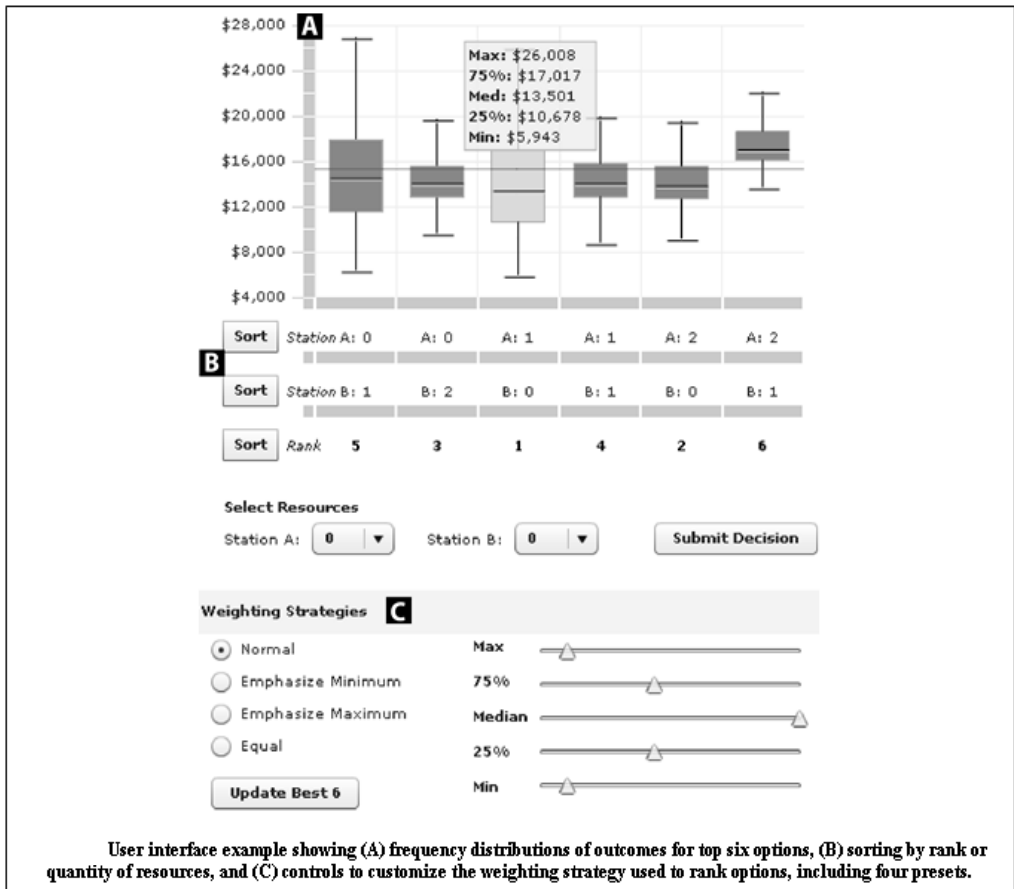 $28,000
A
$24,000
$20,000
$16,000
$12,000
$8,000
$4,000
Max: $26,008
75%: $17,017
Med: $13,501
25%: $10,678
Min: $5,943
Sort Station A: 0 A: 0 A: 1 A: 1 A: 2 A: 2
B
Sort Station B: 1 B: 2 B: 0 B: 1 B: 0 B: 1
Sort Rank 5 3 1 4 2 6
Select Resources
Station A: 0 Station B: 0 Submit Decision
Weighting Strategies C
Normal
Emphasize Minimum
Emphasize Maximum
Equal
Update Best 6
Max
75%
Median
25%
Min
User interface example showing (A) frequency distributions of outcomes for top six options, (B) sorting by rank or
quantity of resources, and (C) controls to customize the weighting strategy used to rank options, including four presets.